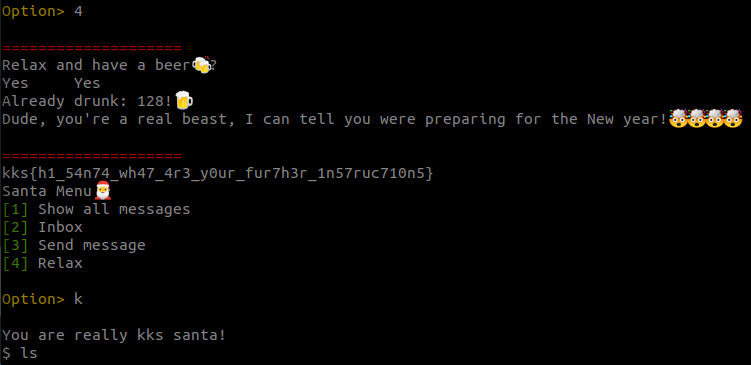 Option> 4
====================
Relax and have a beer🍻?
Yes     Yes
Already drunk: 128!🍺
Dude, you're a real beast, I can tell you were preparing for the New year!🤯🤯🤯🤯
====================
kks{h1_54n74_wh47_4r3_y0ur_fur7h3r_1n57ruc710n5}
Santa Menu🎅
[1] Show all messages
[2] Inbox
[3] Send message
[4] Relax
Option> k
You are really kks santa!
$ ls